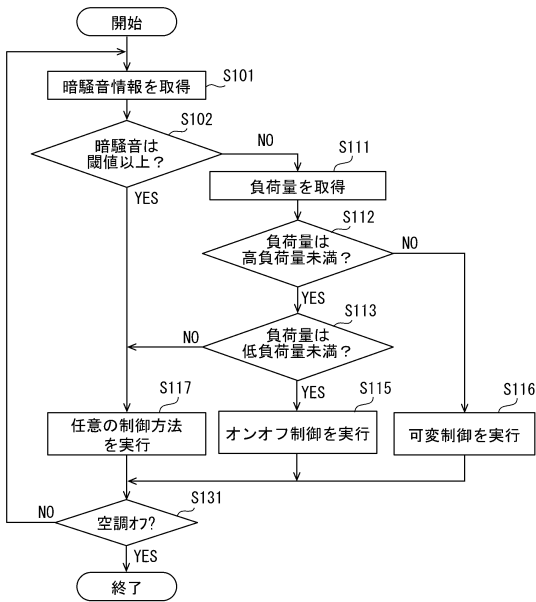 開始
暗騒音情報を取得
S101
暗騒音は
閾値以上？
S102
NO
YES
負荷量を取得
S111
負荷量は
高負荷量未満？
S112
NO
YES
負荷量は
低負荷量未満？
S113
NO
YES
任意の制御方法
を実行
S117
オンオフ制御を実行
S115
可変制御を実行
S116
空調ｵﾌ?
S131
NO
YES
終了